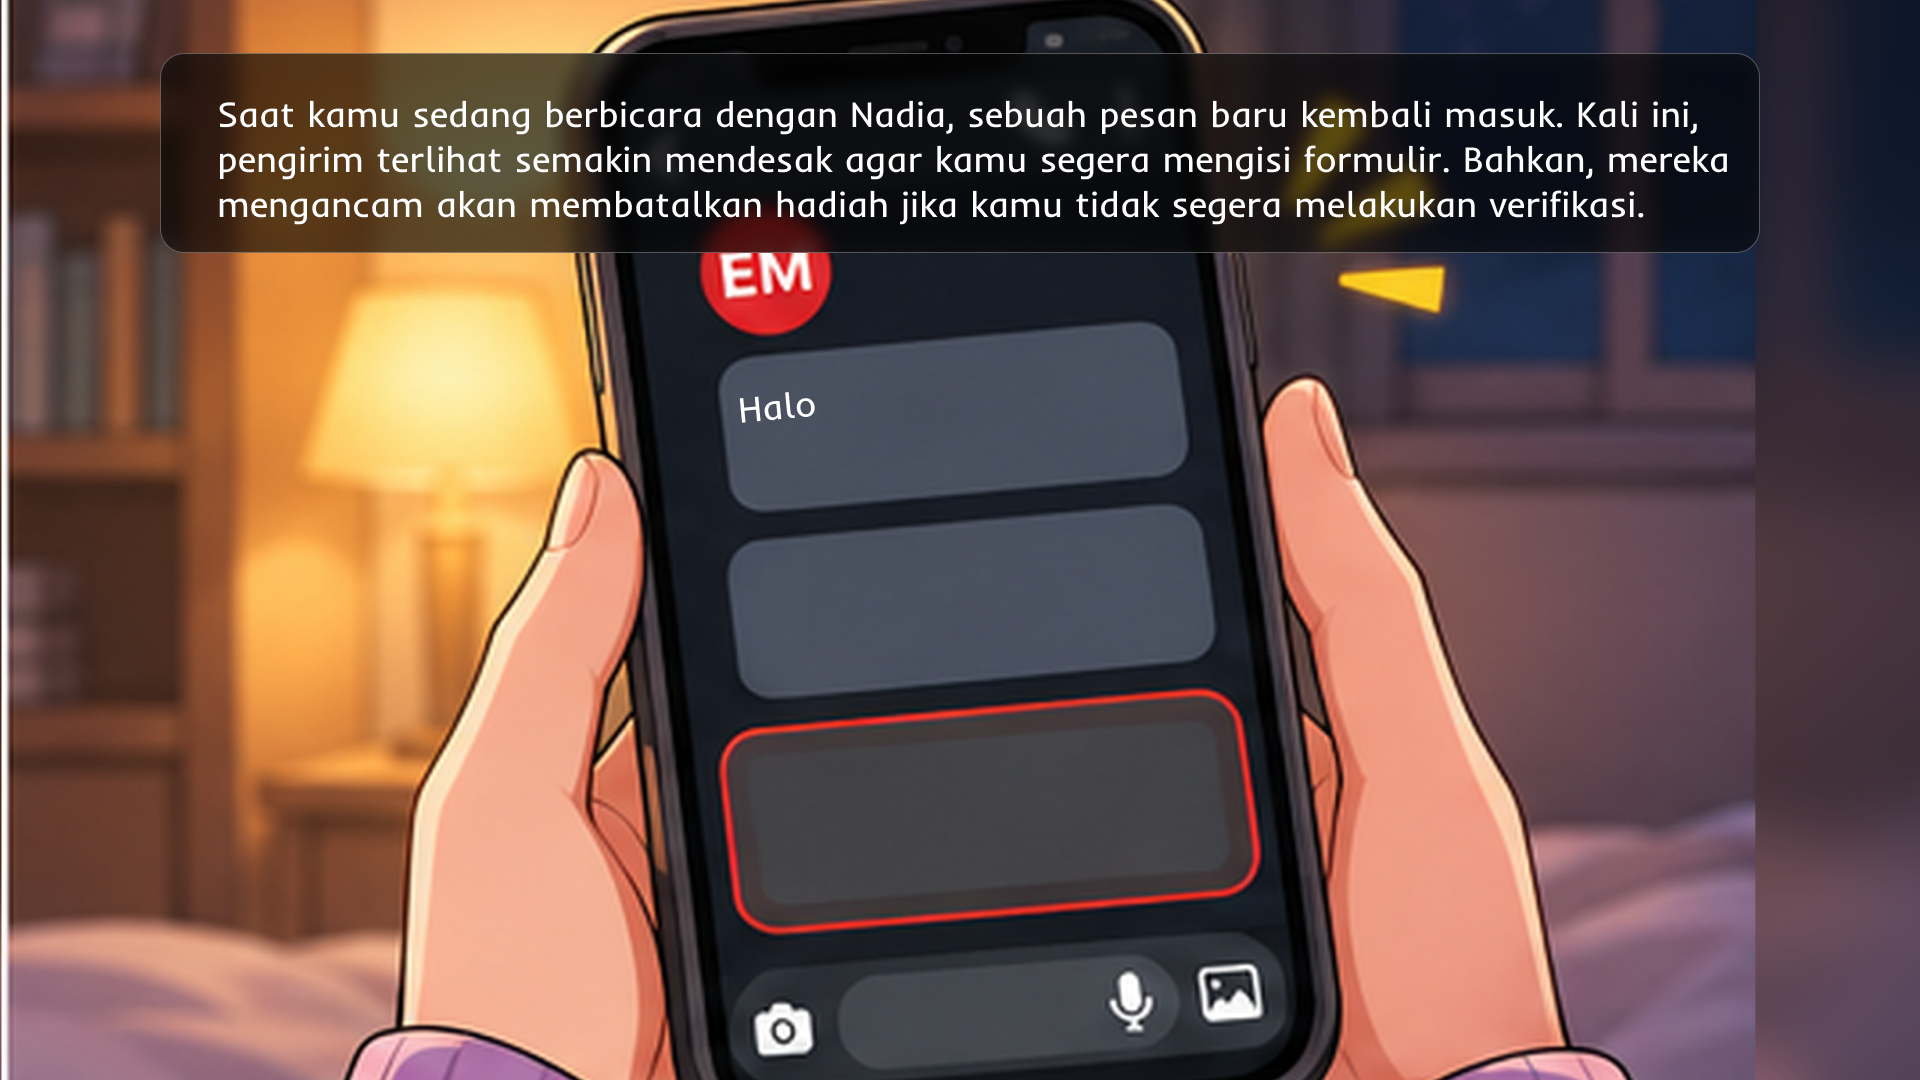 Saat kamu sedang berbicara dengan Nadia, sebuah pesan baru kembali masuk. Kali ini,
pengirim terlihat semakin mendesak agar kamu segera mengisi formulir. Bahkan, mereka
mengancam akan membatalkan hadiah jika kamu tidak segera melakukan verifikasi.
EM
Halo